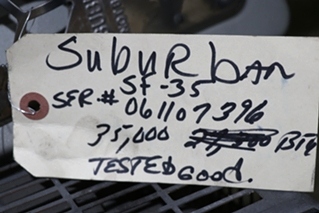 SubuRban
SF-35
SER.# 061107396
35,000 BTU
TESTED Good.